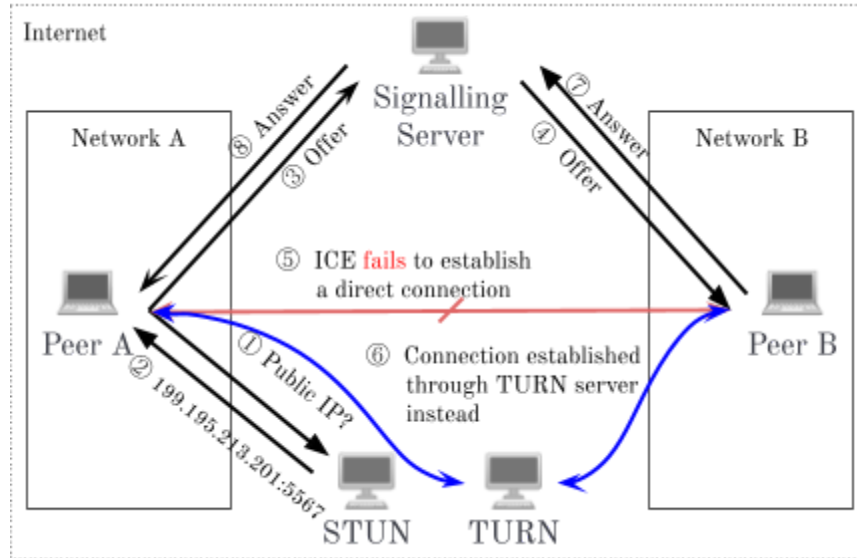 Internet
Signalling
Server
Network A
Network B
⑧ Answer
③ Offer
⑦ Answer
④ Offer
⑤ ICE fails to establish
a direct connection
Peer A
Peer B
① Public IP?
② 199.195.213.201:5567
⑥ Connection established
through TURN server
instead
STUN
TURN